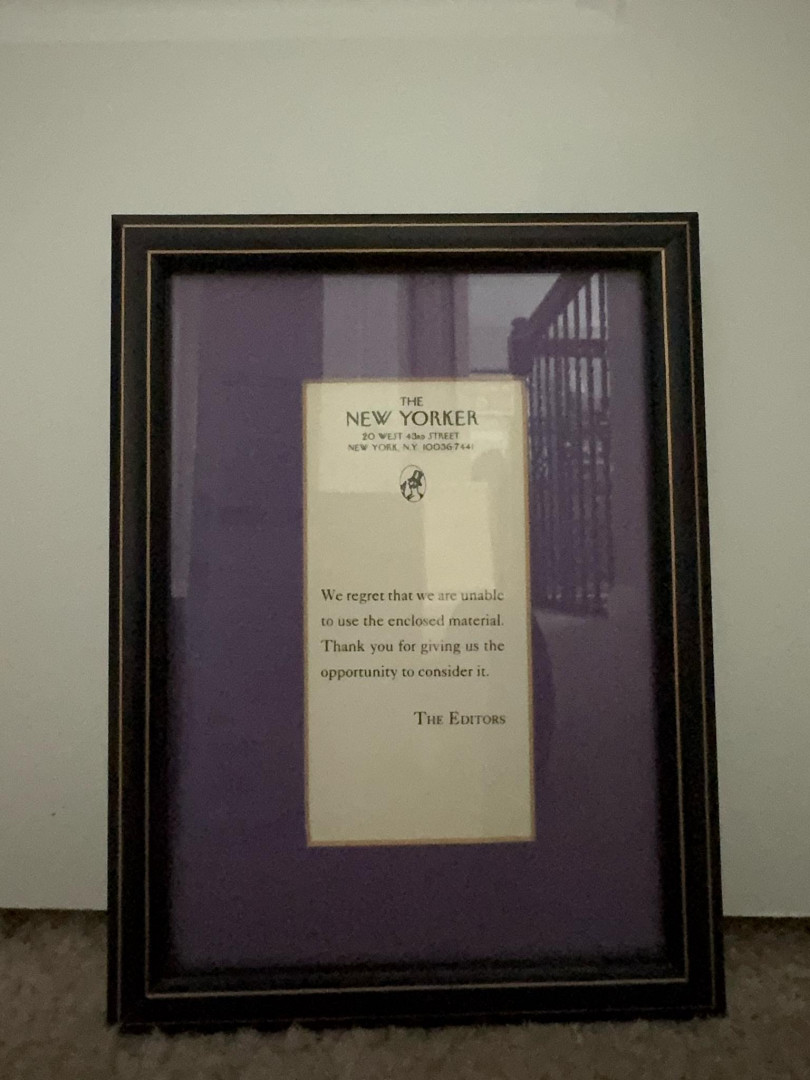 THE
NEW YORKER
20 WEST 43RD STREET
NEW YORK, N.Y. 10036-7441
We regret that we are unable
to use the enclosed material.
Thank you for giving us the
opportunity to consider it.
THE EDITORS